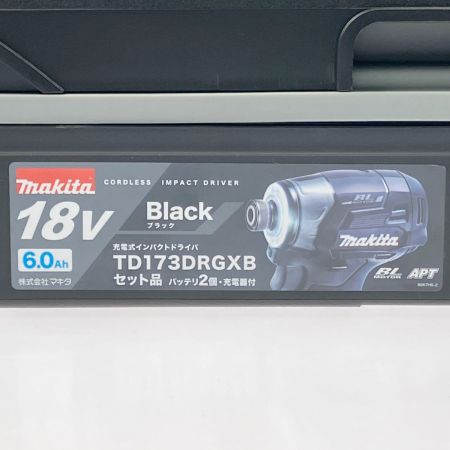 makita
CORDLESS IMPACT DRIVER
18V
Black
ブラック
6.0Ah
充電式インパクトドライバ
TD173DRGXB
株式会社マキタ
セット品 バッテリ2個・充電器付
BL MOTOR
makita
BL MOTOR
APT